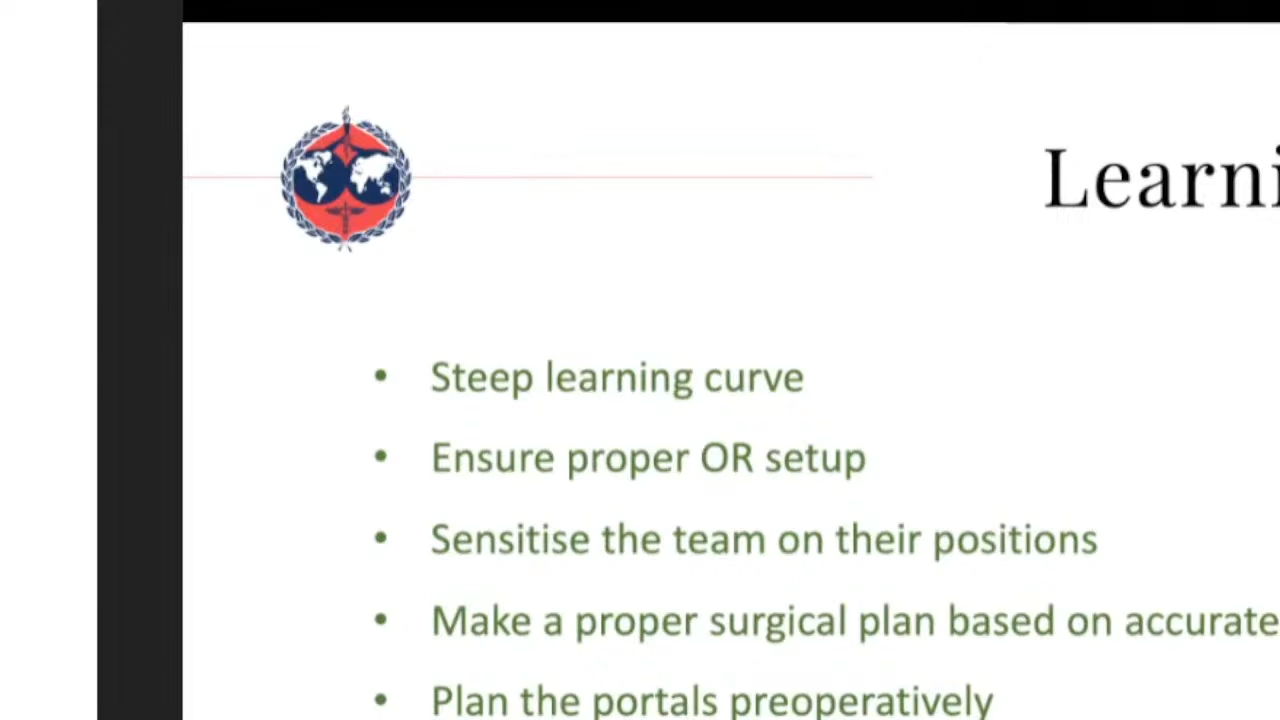 Learni
• Steep learning curve
• Ensure proper OR setup
• Sensitise the team on their positions
• Make a proper surgical plan based on accurate
• Plan the portals preoperatively